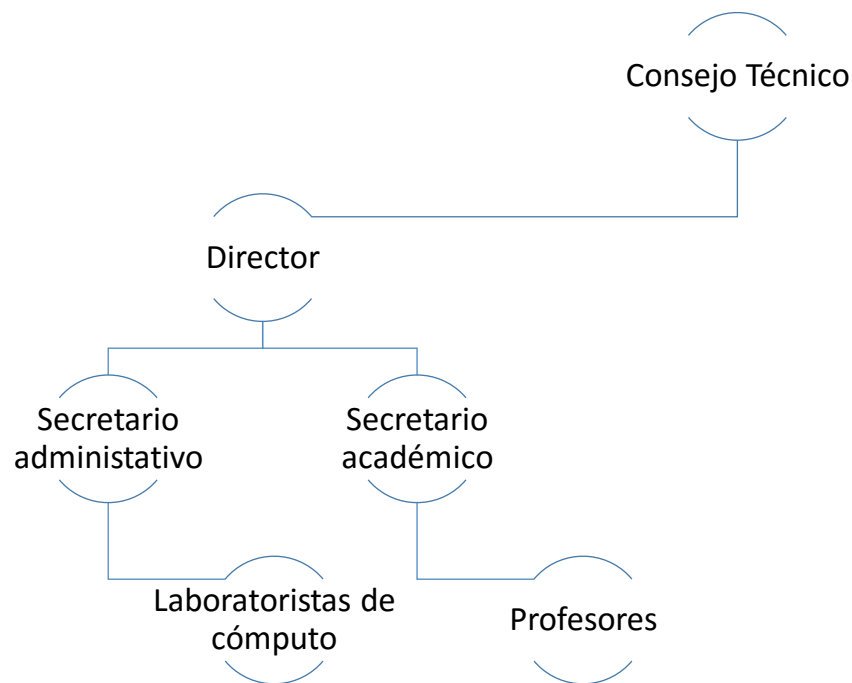 Consejo Técnico
Director
Secretario
administativo
Secretario
académico
Laboratoristas de
cómputo
Profesores